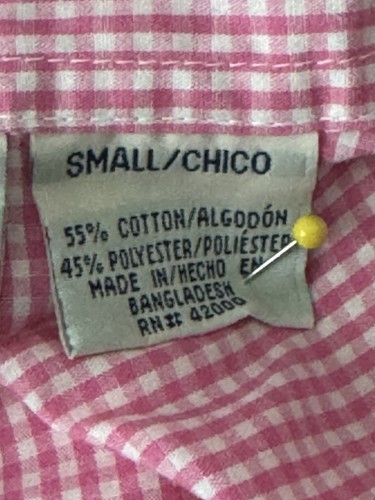 SMALL/CHICO
55% COTTON/ALGODÓN
45% POLYESTER/POLIÉSTER
MADE IN/HECHO EN
BANGLADESH
RN# 42000